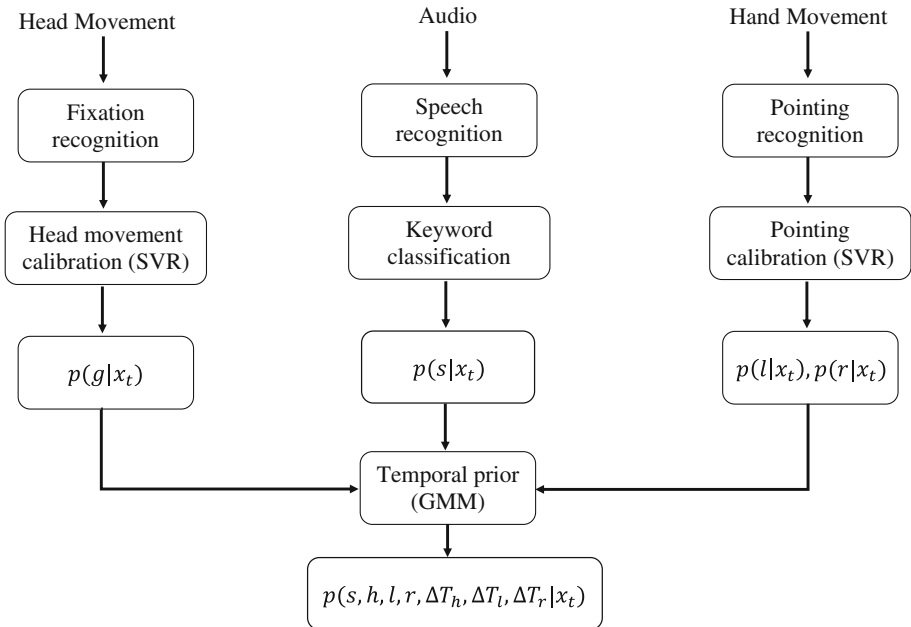 Head Movement
Audio
Hand Movement
Fixation
recognition
Speech
recognition
Pointing
recognition
Head movement
calibration (SVR)
Keyword
classification
Pointing
calibration (SVR)
p(g|x_t)
p(s|x_t)
p(l|x_t), p(r|x_t)
Temporal prior
(GMM)
p(s, h, l, r, ΔT_h, ΔT_l, ΔT_r|x_t)